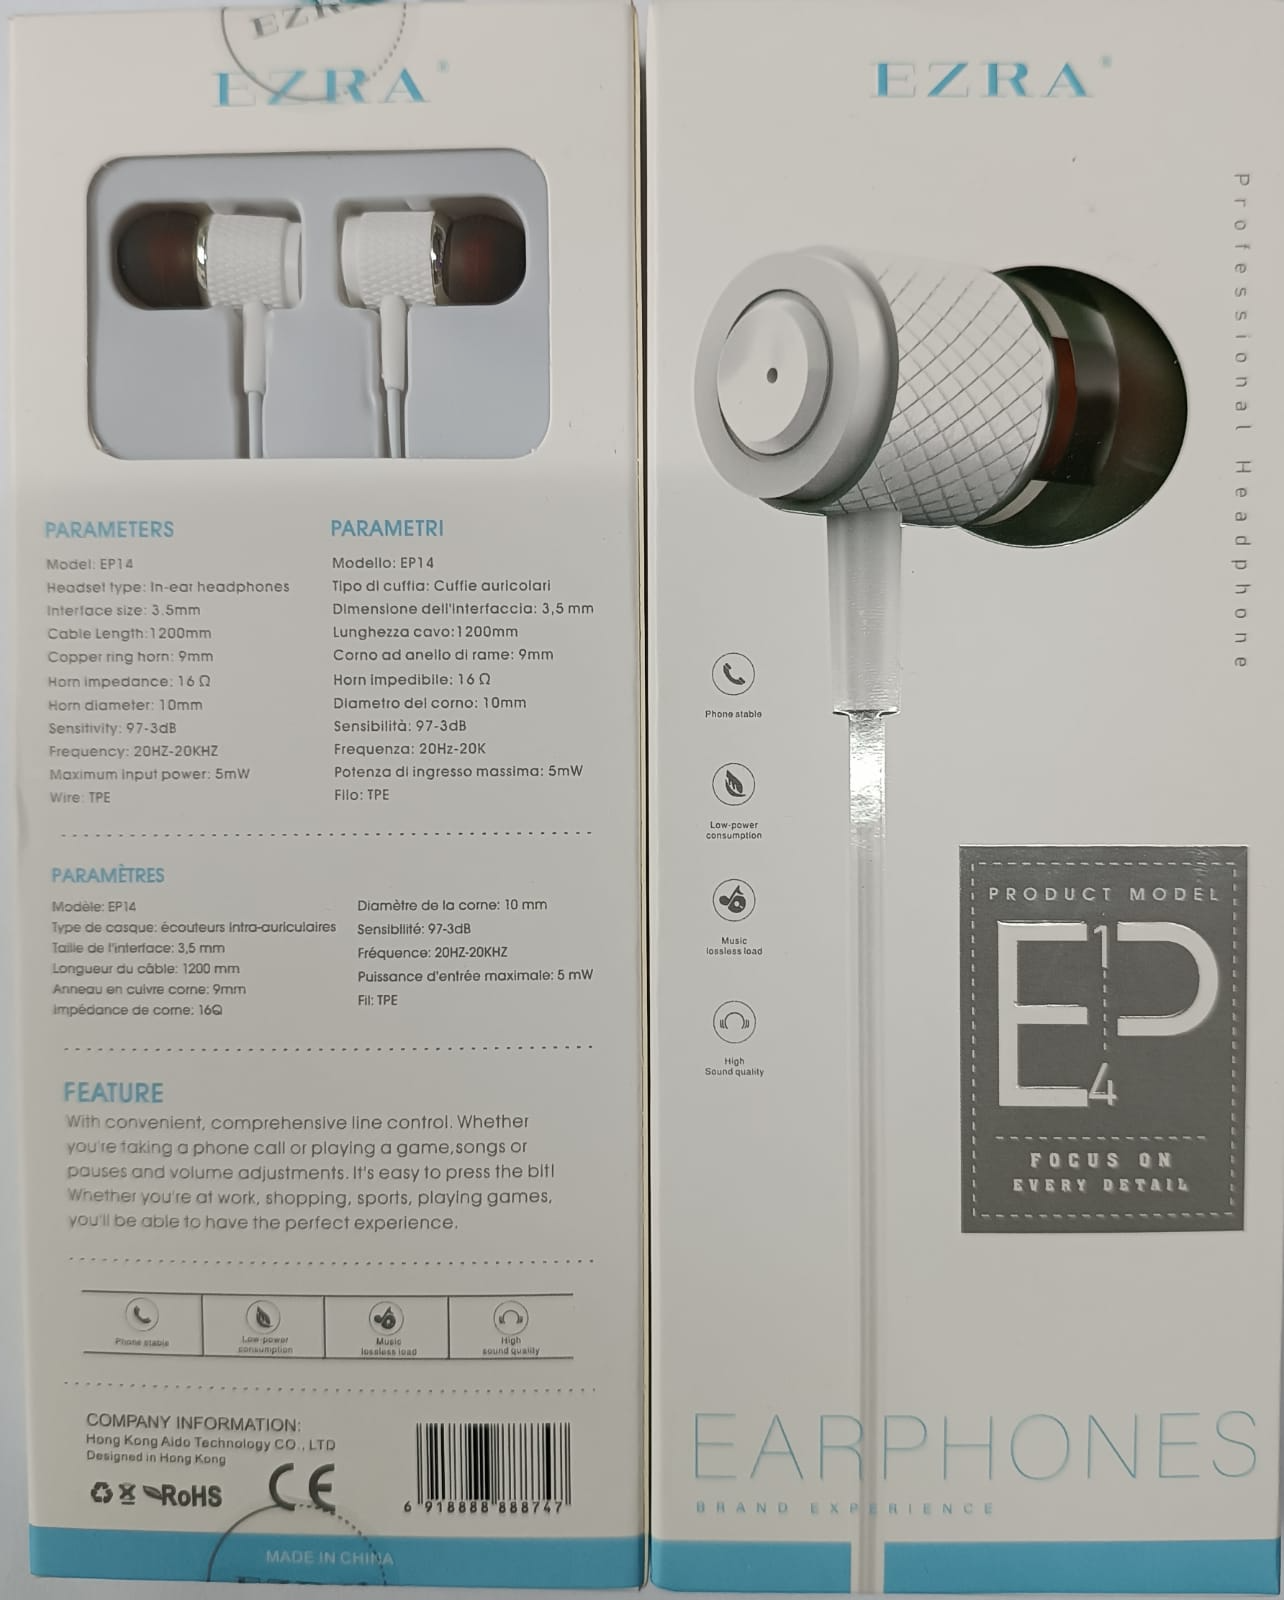 EZRA
EZRA®
PARAMETERS
Model: EP14
Headset type: In-ear headphones
Interface size: 3.5mm
Cable Length:1200mm
Copper ring horn: 9mm
Horn impedance: 16 Ω
Horn diameter: 10mm
Sensitivity: 97-3dB
Frequency: 20HZ-20KHZ
Maximum input power: 5mW
Wire: TPE
PARAMETRI
Modello: EP14
Tipo di cuffia: Cuffie auricolari
Dimensione dell'interfaccia: 3,5 mm
Lunghezza cavo:1200mm
Corno ad anello di rame: 9mm
Horn impedibile: 16 Ω
Diametro del corno: 10mm
Sensibilità: 97-3dB
Frequenza: 20Hz-20K
Potenza di ingresso massima: 5mW
Filo: TPE
PARAMÈTRES
Modèle: EP14
Type de casque: écouteurs intra-auriculaires
Taille de l'interface: 3,5 mm
Longueur du câble: 1200 mm
Anneau en cuivre corne: 9mm
Impédance de corne: 16Ω
Diamètre de la corne: 10 mm
Sensibilité: 97-3dB
Fréquence: 20HZ-20KHZ
Puissance d'entrée maximale: 5 mW
Fil: TPE
FEATURE
With convenient, comprehensive line control. Whether
you're taking a phone call or playing a game,songs or
pauses and volume adjustments. It's easy to press the bit!
Whether you're at work, shopping, sports, playing games,
you'll be able to have the perfect experience.
Phone stable
Low-power
consumption
Music
lossless load
High
sound quality
COMPANY INFORMATION:
Hong Kong Aido Technology CO., LTD
Designed in Hong Kong
RoHS
CE
6 918888 888747
MADE IN CHINA
EZRA
EZRA®
Professional Headphone
Phone stable
Low-power
consumption
Music
lossless load
High
Sound quality
PRODUCT MODEL
EP
14
FOCUS ON
EVERY DETAIL
EARPHONES
BRAND EXPERIENCE